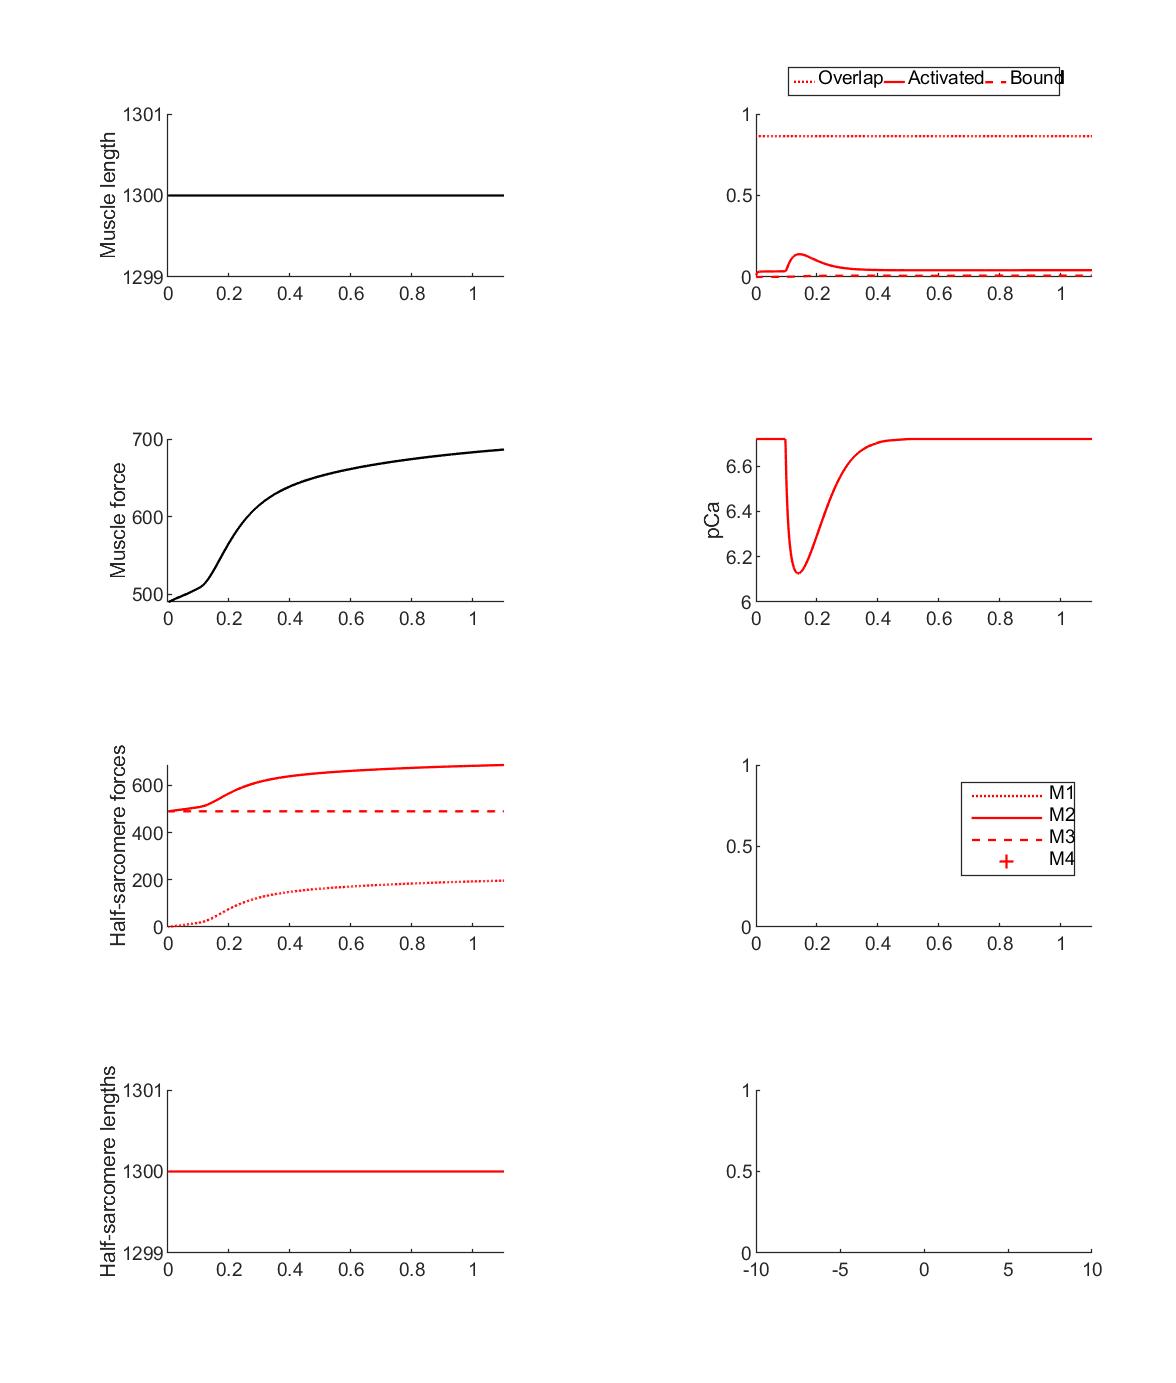 Overlap Activated Bound
Muscle length
1301
1300
1299
0 0.2 0.4 0.6 0.8 1
1
0.5
0
0 0.2 0.4 0.6 0.8 1
Muscle force
700
600
500
0 0.2 0.4 0.6 0.8 1
pCa
6.6
6.4
6.2
6
0 0.2 0.4 0.6 0.8 1
Half-sarcomere forces
600
400
200
0
0 0.2 0.4 0.6 0.8 1
1
0.5
0
0 0.2 0.4 0.6 0.8 1
M1
M2
M3
M4
Half-sarcomere lengths
1301
1300
1299
0 0.2 0.4 0.6 0.8 1
1
0.5
0
-10 -5 0 5 10